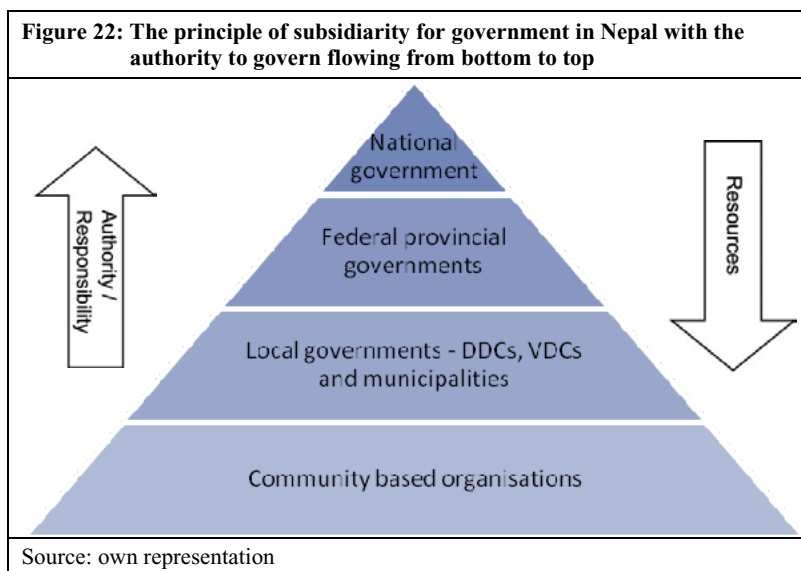 Figure 22: The principle of subsidiarity for government in Nepal with the
authority to govern flowing from bottom to top
National
government
Authority /
Responsibility
Resources
Federal provincial
governments
Local governments - DDCs, VDCs
and municipalities
Community based organisations
Source: own representation